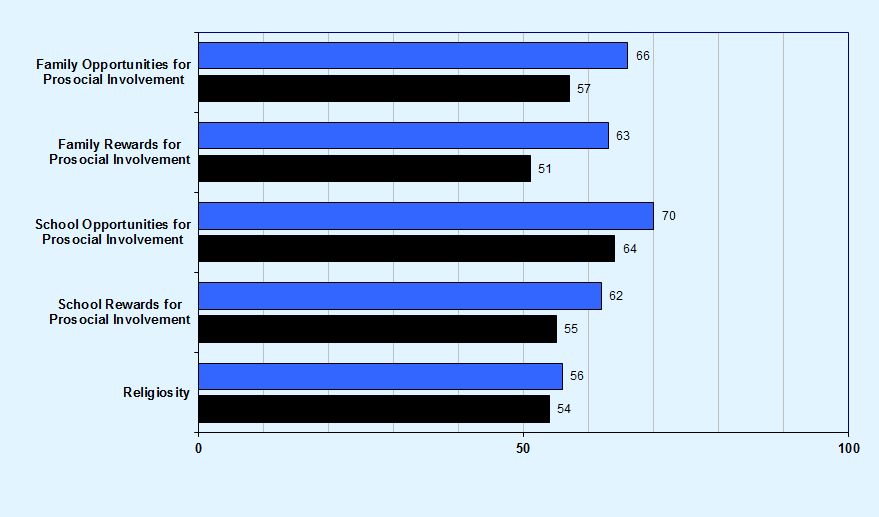 Family Opportunities for
Prosocial Involvement
66
57
Family Rewards for
Prosocial Involvement
63
51
School Opportunities for
Prosocial Involvement
70
64
School Rewards for
Prosocial Involvement
62
55
Religiosity
56
54
0 50 100